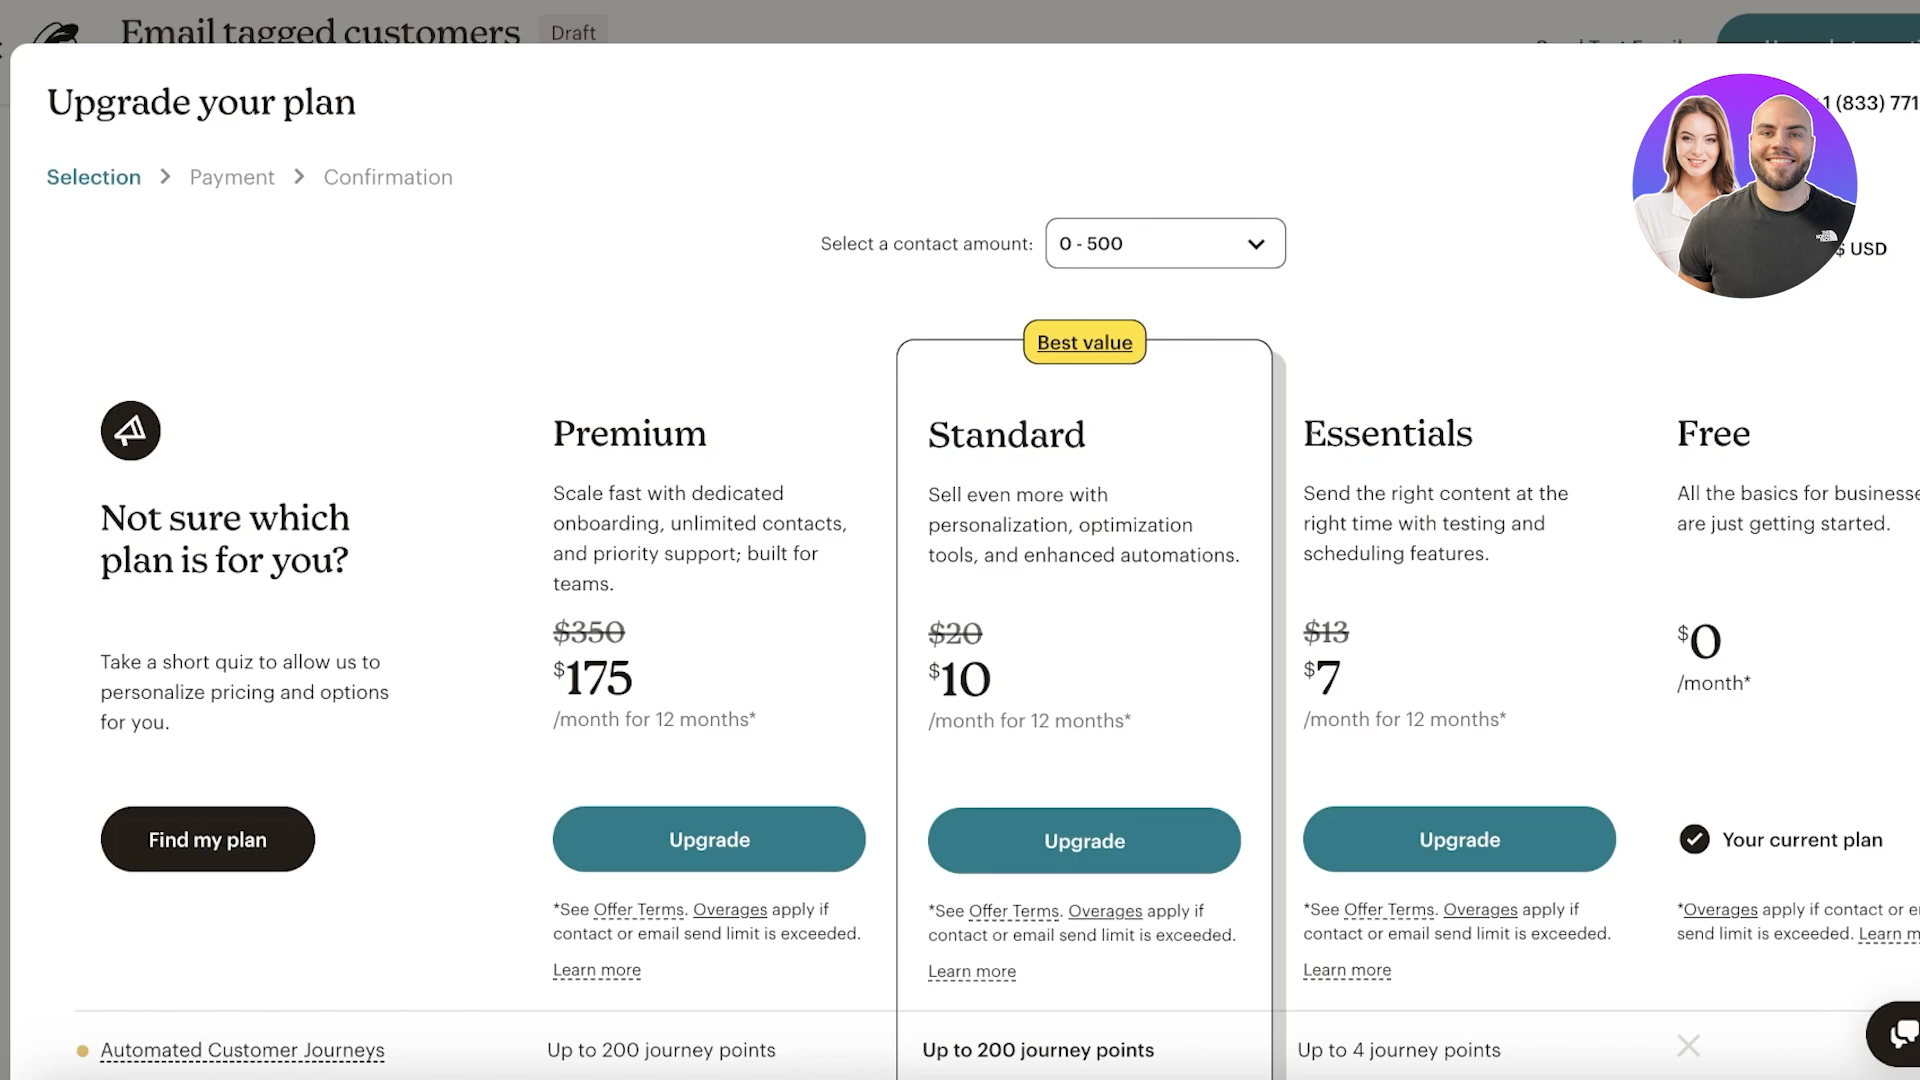 Email tagged customers
Draft
Upgrade your plan
1 (833) 771
Selection > Payment > Confirmation
Select a contact amount:
0 - 500
$ USD
Best value
Not sure which
plan is for you?
Take a short quiz to allow us to
personalize pricing and options
for you.
Find my plan
Premium
Scale fast with dedicated
onboarding, unlimited contacts,
and priority support; built for
teams.
$350
$175
/month for 12 months*
Upgrade
*See Offer Terms. Overages apply if
contact or email send limit is exceeded.
Learn more
Standard
Sell even more with
personalization, optimization
tools, and enhanced automations.
$20
$10
/month for 12 months*
Upgrade
*See Offer Terms. Overages apply if
contact or email send limit is exceeded.
Learn more
Essentials
Send the right content at the
right time with testing and
scheduling features.
$13
$7
/month for 12 months*
Upgrade
*See Offer Terms. Overages apply if
contact or email send limit is exceeded.
Learn more
Free
All the basics for businesse
are just getting started.
$0
/month*
Your current plan
*Overages apply if contact or e
send limit is exceeded. Learn m
Automated Customer Journeys
Up to 200 journey points
Up to 200 journey points
Up to 4 journey points